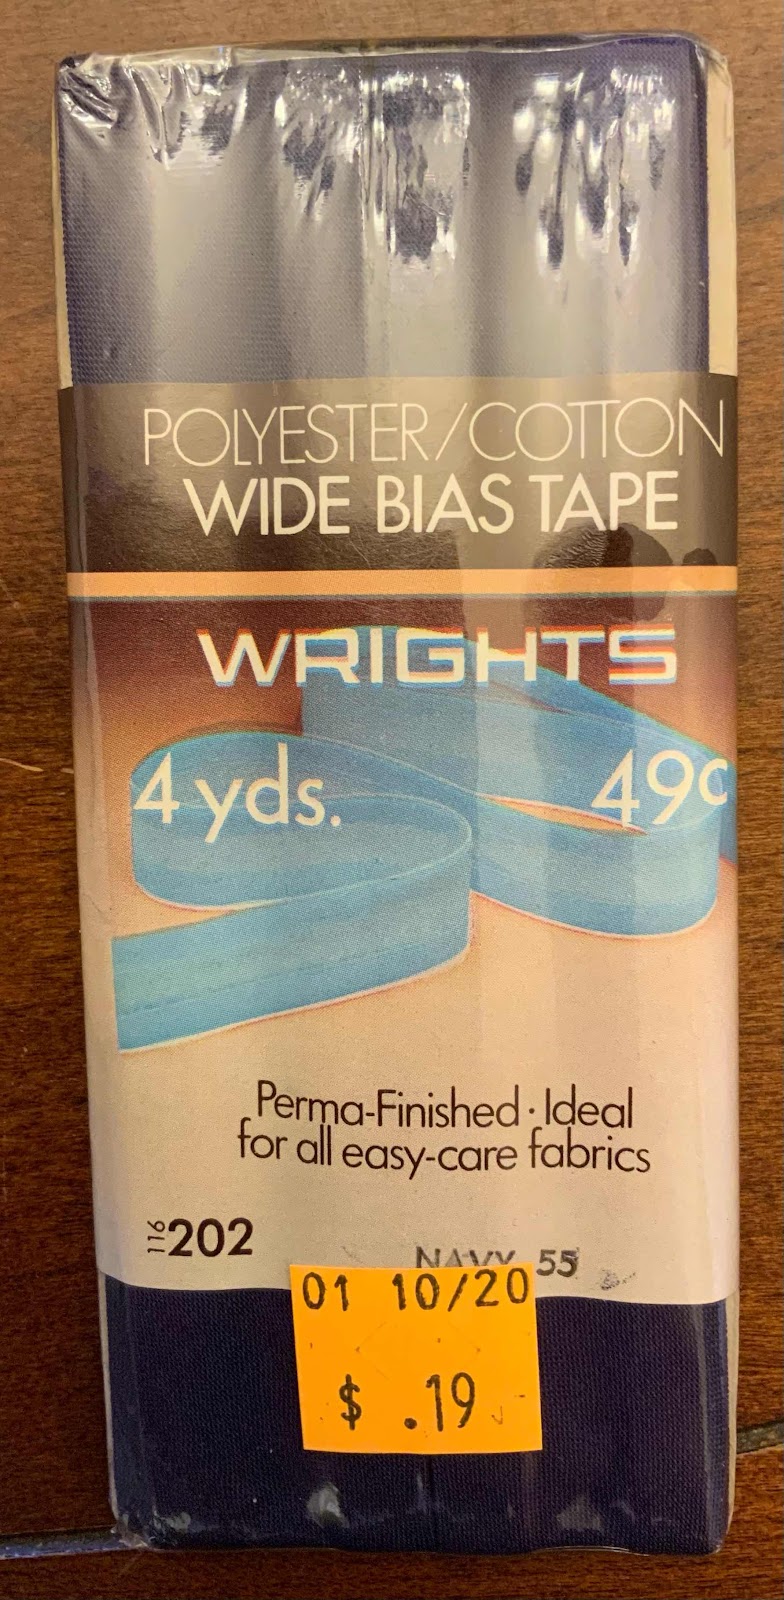 POLYESTER/COTTON
WIDE BIAS TAPE
WRIGHTS
4 yds. 49¢
Perma-Finished · Ideal
for all easy-care fabrics
116 202
NAVY 55
01 10/20
$ .19